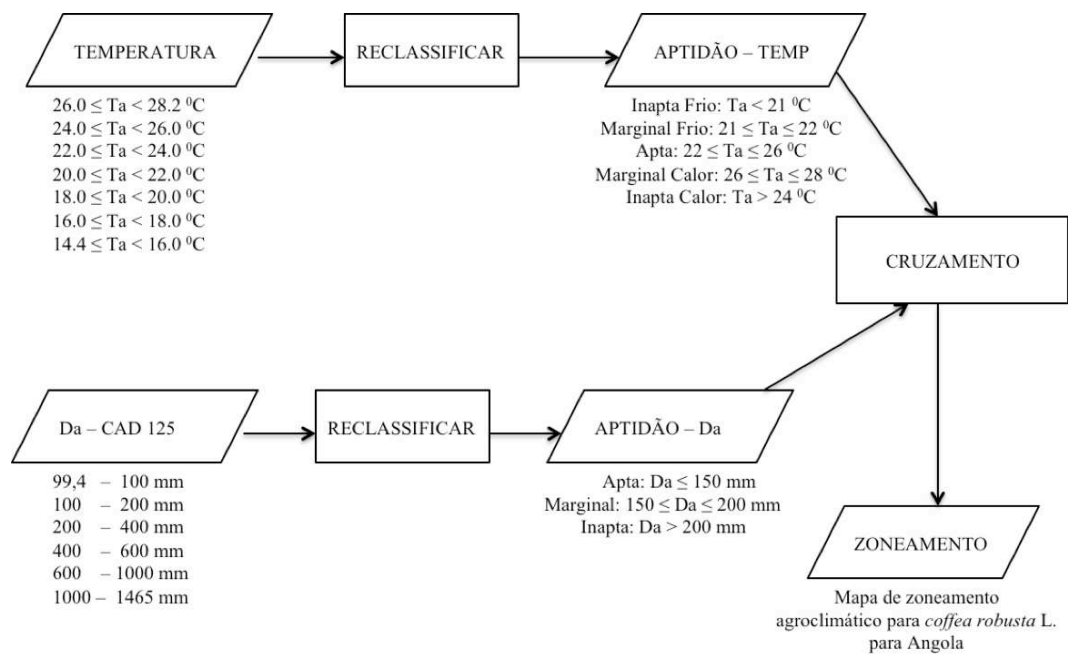 TEMPERATURA
RECLASSIFICAR
APTIDÃO – TEMP
26.0 ≤ Ta < 28.2 ⁰C
24.0 ≤ Ta < 26.0 ⁰C
22.0 ≤ Ta < 24.0 ⁰C
20.0 ≤ Ta < 22.0 ⁰C
18.0 ≤ Ta < 20.0 ⁰C
16.0 ≤ Ta < 18.0 ⁰C
14.4 ≤ Ta < 16.0 ⁰C
Inapta Frio: Ta < 21 ⁰C
Marginal Frio: 21 ≤ Ta ≤ 22 ⁰C
Apta: 22 ≤ Ta ≤ 26 ⁰C
Marginal Calor: 26 ≤ Ta ≤ 28 ⁰C
Inapta Calor: Ta > 24 ⁰C
CRUZAMENTO
Da – CAD 125
RECLASSIFICAR
APTIDÃO – Da
99,4 – 100 mm
100 – 200 mm
200 – 400 mm
400 – 600 mm
600 – 1000 mm
1000 – 1465 mm
Apta: Da ≤ 150 mm
Marginal: 150 ≤ Da ≤ 200 mm
Inapta: Da > 200 mm
ZONEAMENTO
Mapa de zoneamento
agroclimático para coffea robusta L.
para Angola